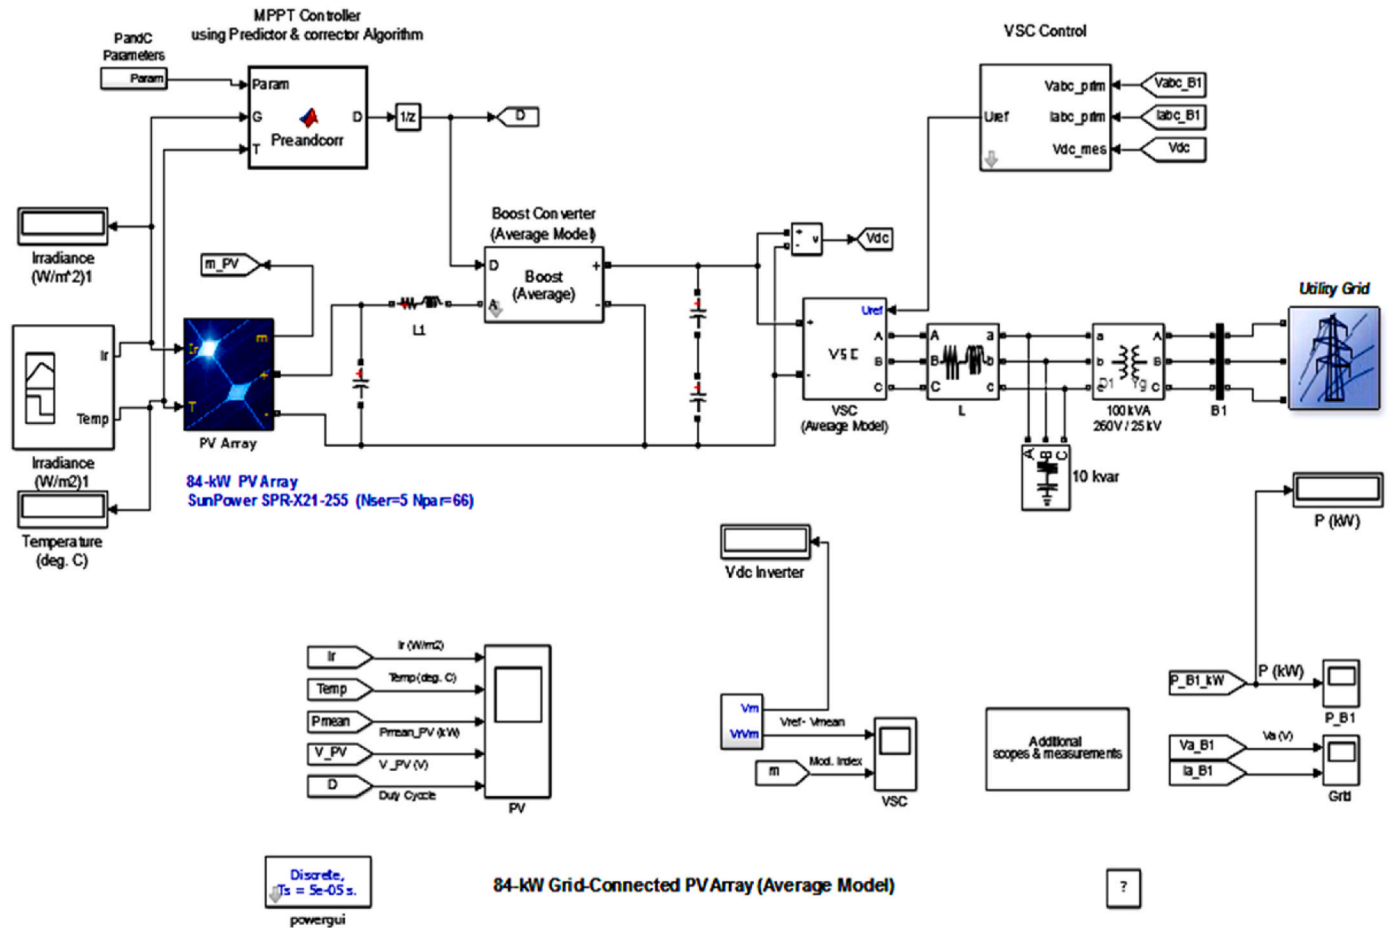 MPPT Controller
using Predictor & corrector Algorithm
PandC
Parameters
Param
Param
G
T
D
Preandcorr
1/z
D
VSC Control
Vabc_prim
Iabc_prim
Vdc_mes
Uref
Vabc_B1
Iabc_B1
Vdc
Irradiance
(W/m^2)1
m_PV
Boost Converter
(Average Model)
D
A
+
-
Boost
(Average)
L1
+
-
v
Vdc
Utility Grid
Ir
Temp
Irradiance
(W/m2)1
Ir
T
m
+
-
PV Array
Uref
+
-
VSC
A
B
C
VSC
(Average Model)
A
B
C
a
b
c
L
a
b
c
D1
Yg
A
B
C
100 kVA
260V / 25 kV
B1
A
B
C
10 kvar
84-kW PV Array
SunPower SPR-X21-255 (Nser=5 Npar=66)
Temperature
(deg. C)
P (kW)
Vdc Inverter
Ir
Ir (W/m2)
Temp
Temp(deg. C)
Pmean
Pmean_PV (kW)
V_PV
V_PV (V)
D
Duty Cyccle
PV
Vm
VrVm
Vref- Vmean
m
Mod. Index
VSC
Additional
scopes & measurements
P_B1_kW
P (kW)
P_B1
Va_B1
Va (V)
Ia_B1
Grid
Discrete,
Ts = 5e-05 s.
powergui
84-kW Grid-Connected PV Array (Average Model)
?